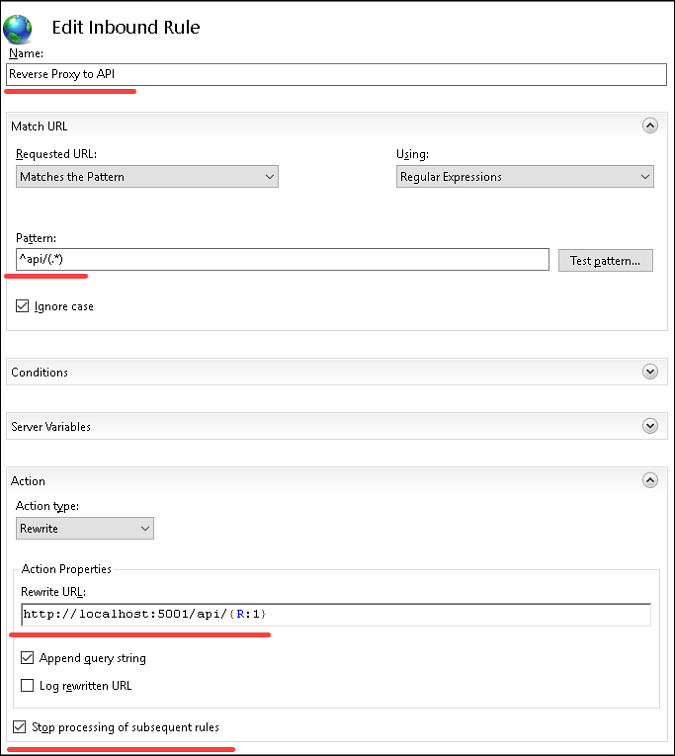 Edit Inbound Rule
Name:
Reverse Proxy to API
Match URL
Requested URL:
Using:
Matches the Pattern
Regular Expressions
Pattern:
^api/(.*)
Test pattern...
Ignore case
Conditions
Server Variables
Action
Action type:
Rewrite
Action Properties
Rewrite URL:
http://localhost:5001/api/{R:1}
Append query string
Log rewritten URL
Stop processing of subsequent rules